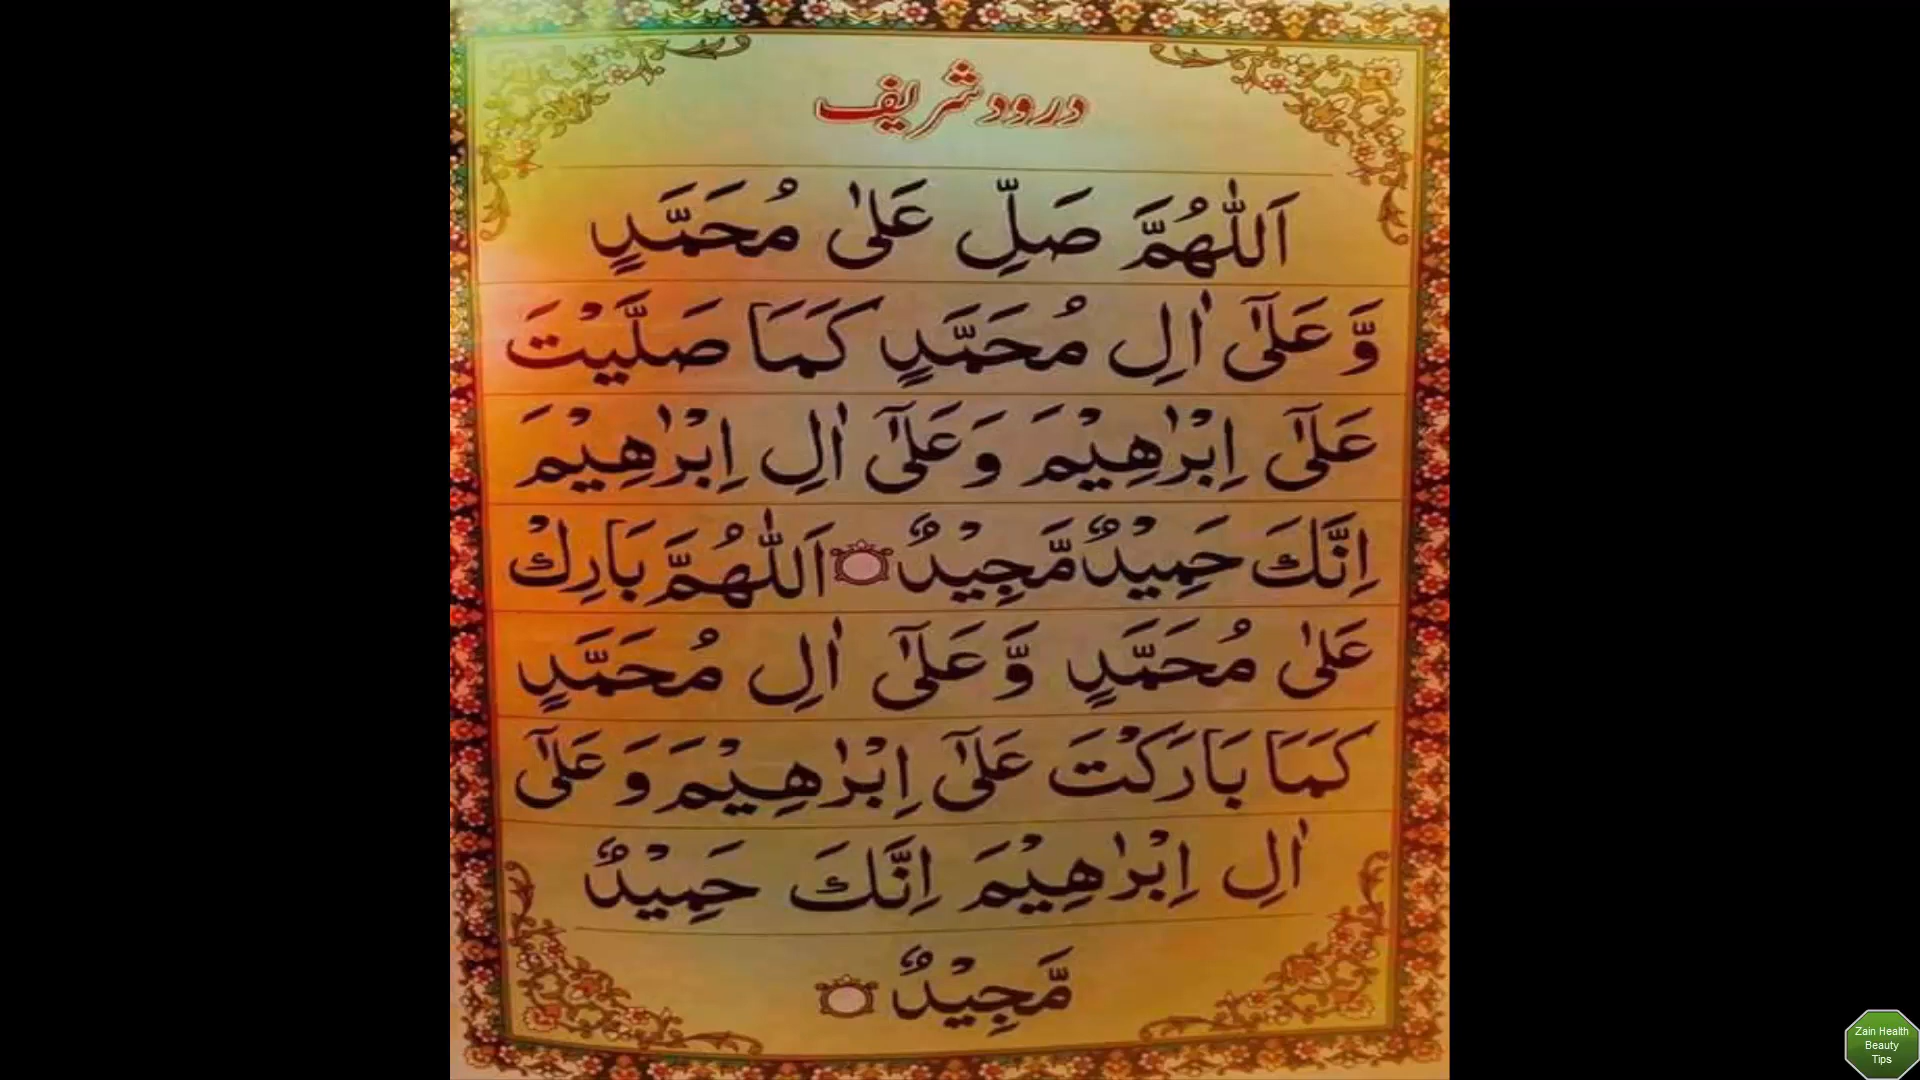 درود شریف
اَللّٰهُمَّ صَلِّ عَلٰى مُحَمَّدٍ
وَّ عَلٰٓى اٰلِ مُحَمَّدٍ كَمَا صَلَّيْتَ
عَلٰٓى اِبْرٰهِيْمَ وَعَلٰٓى اٰلِ اِبْرٰهِيْمَ
اِنَّكَ حَمِيْدٌ مَّجِيْدٌ ۝ اَللّٰهُمَّ بَارِكْ
عَلٰى مُحَمَّدٍ وَّ عَلٰٓى اٰلِ مُحَمَّدٍ
كَمَا بَارَكْتَ عَلٰٓى اِبْرٰهِيْمَ وَ عَلٰٓى
اٰلِ اِبْرٰهِيْمَ اِنَّكَ حَمِيْدٌ
مَّجِيْدٌ ۝
Zain Health
Beauty
Tips